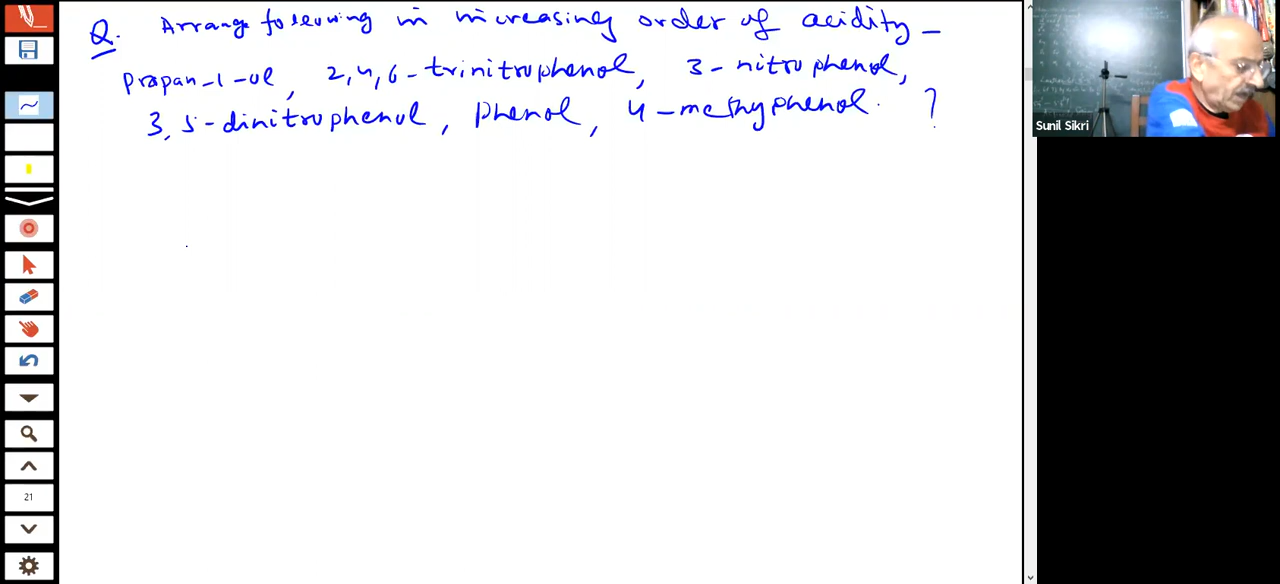 Q. Arrange following in increasing order of acidity -
propan-1-ol, 2,4,6-trinitrophenol, 3-nitrophenol,
3,5-dinitrophenol, phenol, 4-methyphenol. ?
Sunil Sikri
21